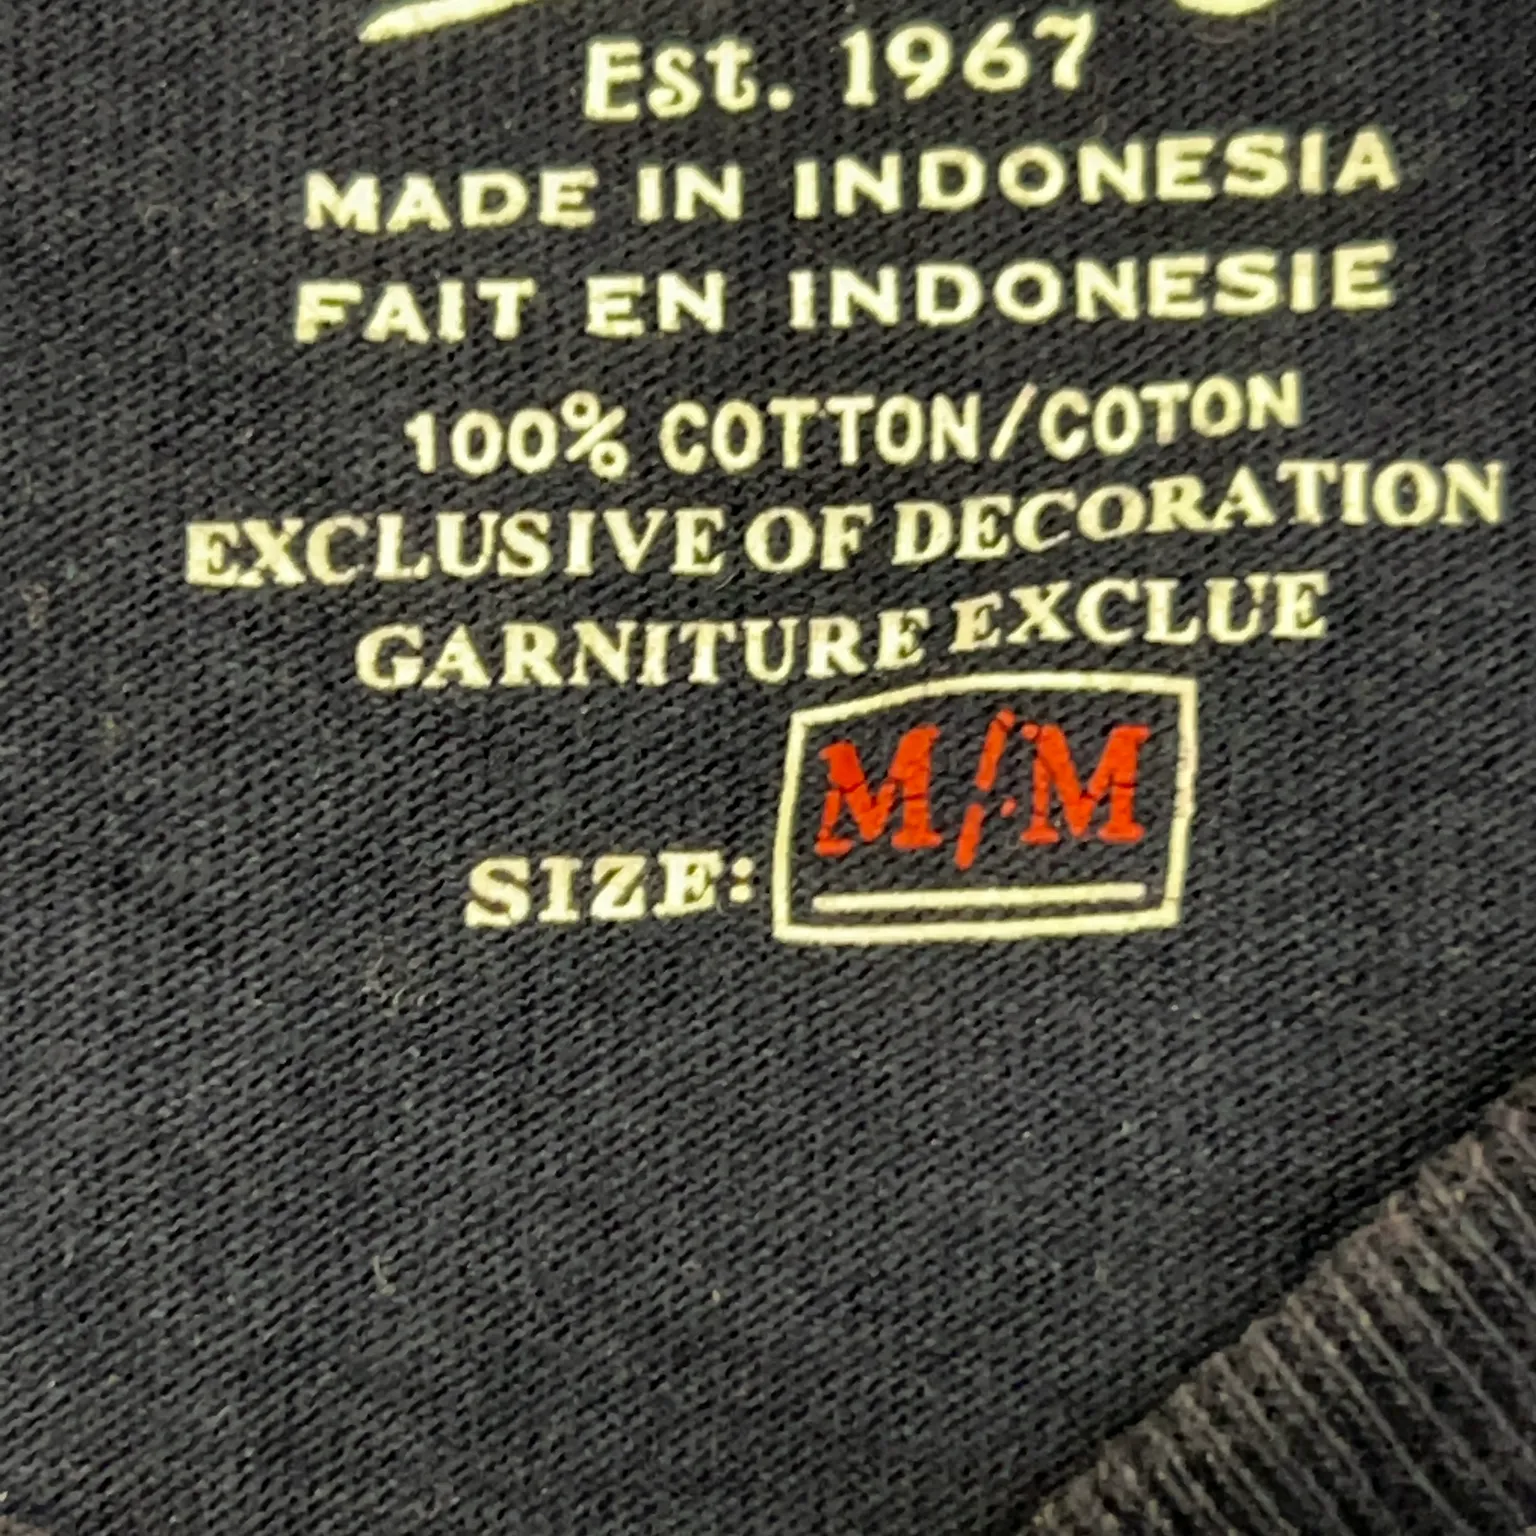 Est. 1967
MADE IN INDONESIA
FAIT EN INDONESIE
100% COTTON/COTON
EXCLUSIVE OF DECORATION
GARNITURE EXCLUE
SIZE: M/M